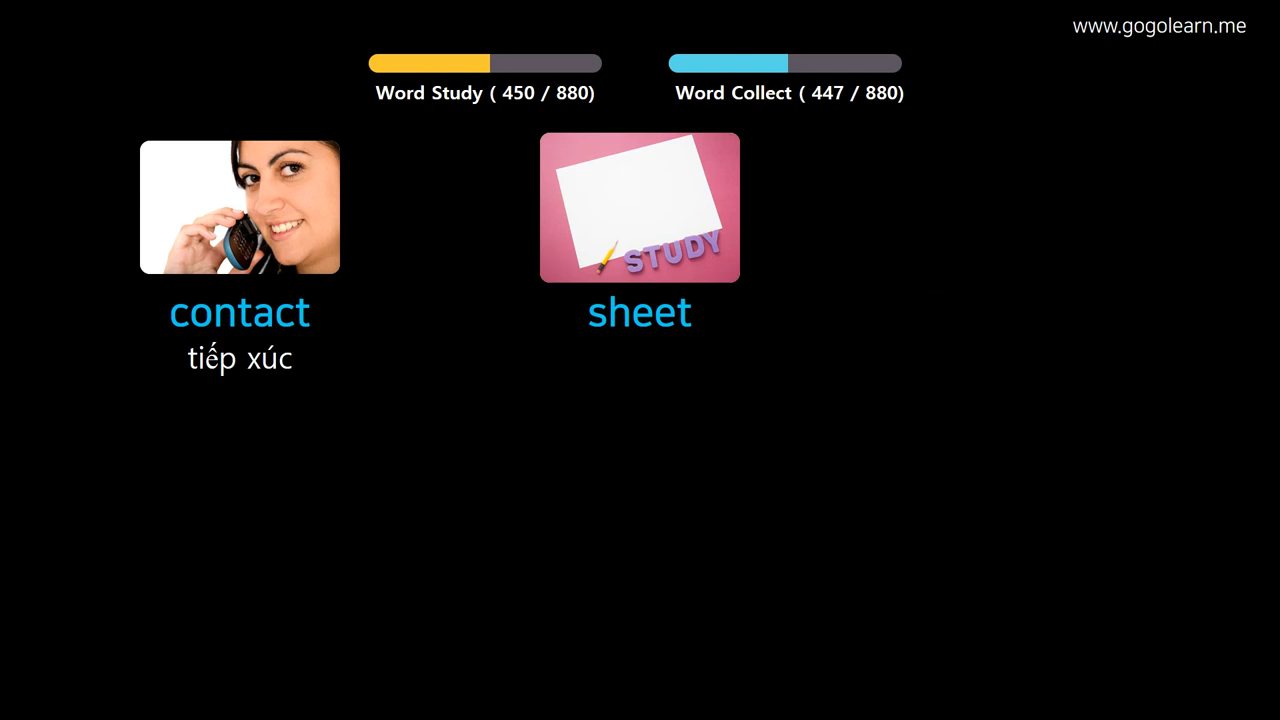 www.gogolearn.me
Word Study ( 450 / 880)
Word Collect ( 447 / 880)
STUDY
contact
sheet
tiếp xúc